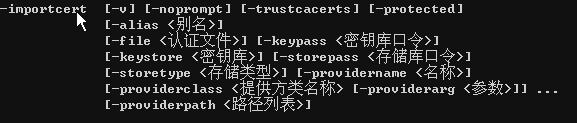 -importcert [-v] [-noprompt] [-trustcacerts] [-protected]
[-alias <别名>]
[-file <认证文件>] [-keypass <密钥库口令>]
[-keystore <密钥库>] [-storepass <存储库口令>]
[-storetype <存储类型>] [-providername <名称>]
[-providerclass <提供方类名称> [-providerarg <参数>]] ...
[-providerpath <路径列表>]